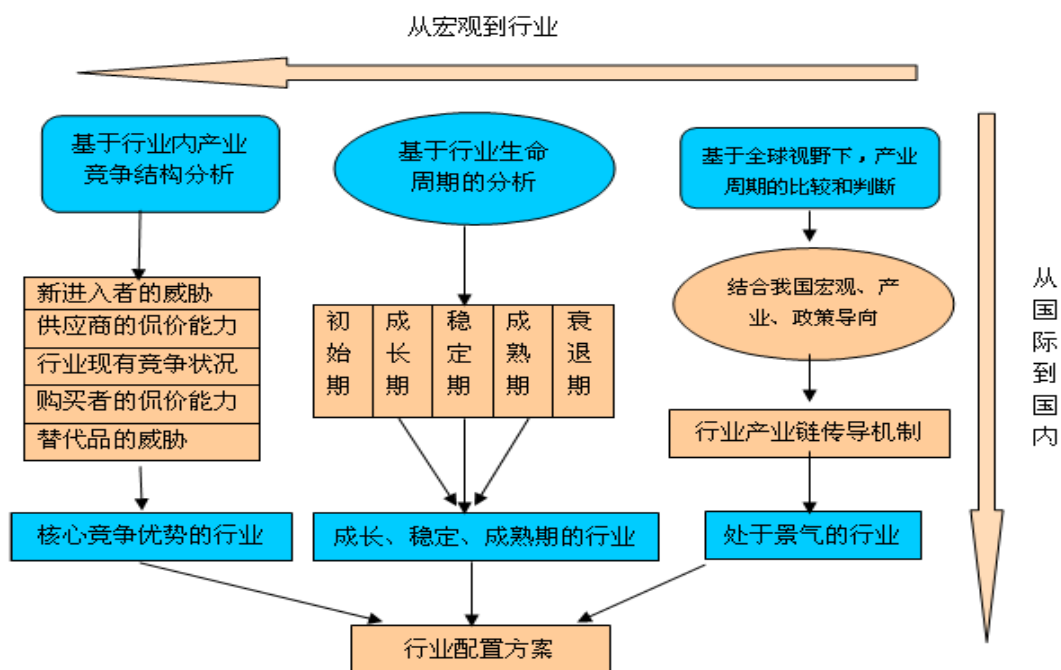 从宏观到行业
基于行业内产业
竞争结构分析
基于行业生命
周期的分析
基于全球视野下，产业
周期的比较和判断
新进入者的威胁
供应商的侃价能力
行业现有竞争状况
购买者的侃价能力
替代品的威胁
初始期
成长期
稳定期
成熟期
衰退期
结合我国宏观、产
业、政策导向
行业产业链传导机制
从国际到国内
核心竞争优势的行业
成长、稳定、成熟期的行业
处于景气的行业
行业配置方案